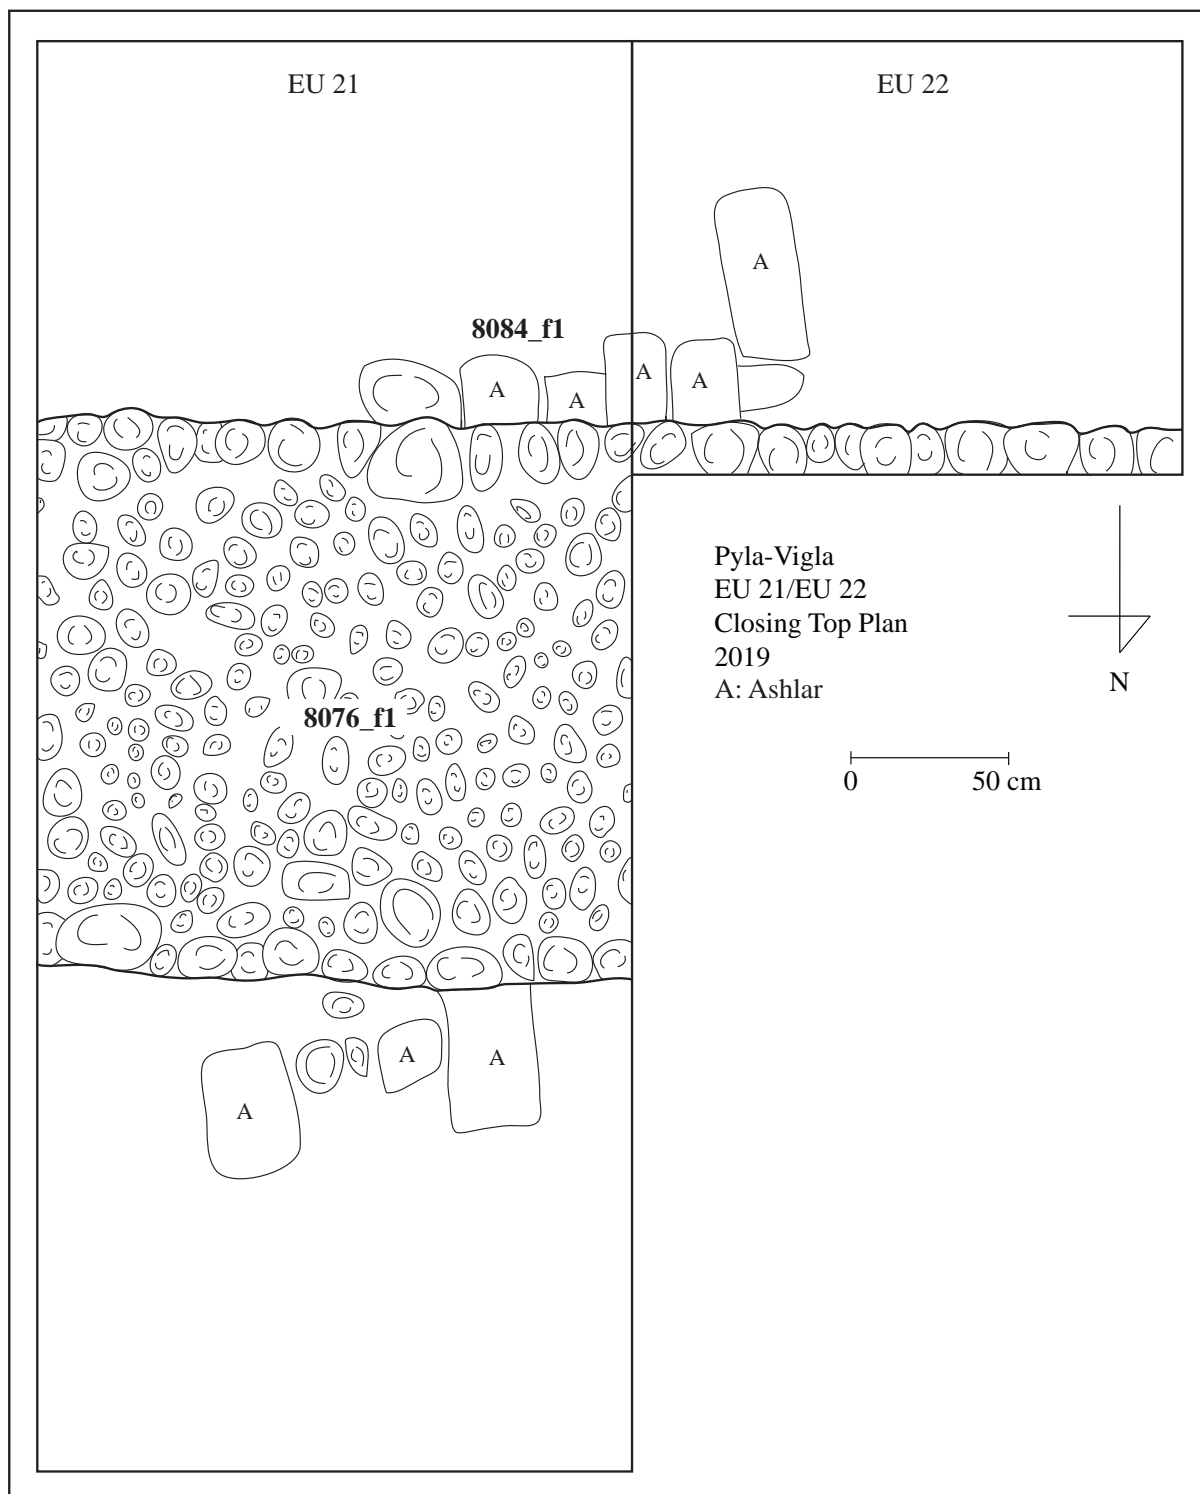 EU 21
EU 22
A
8084_f1
A
A
A
A
Pyla-Vigla
EU 21/EU 22
Closing Top Plan
2019
A: Ashlar
N
8076_f1
0 50 cm
A
A
A